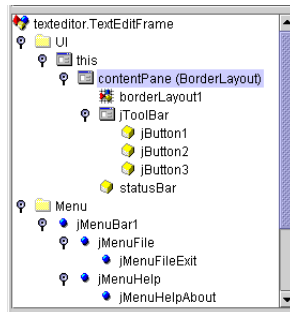 texteditor.TextEditFrame
UI
this
contentPane (BorderLayout)
borderLayout1
jToolBar
jButton1
jButton2
jButton3
statusBar
Menu
jMenuBar1
jMenuFile
jMenuFileExit
jMenuHelp
jMenuHelpAbout